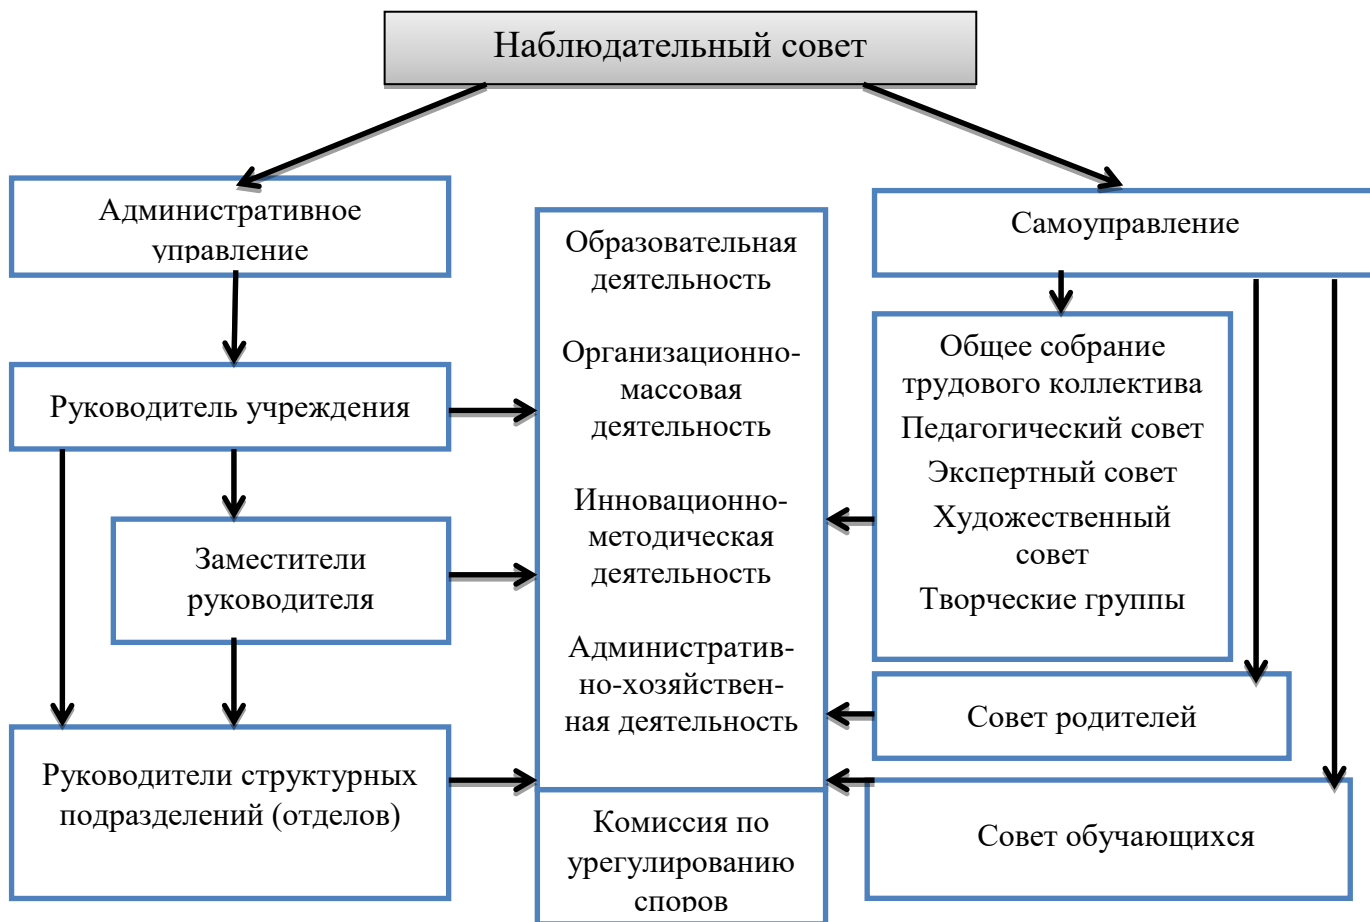 Наблюдательный совет
Административное
управление
Руководитель учреждения
Заместители
руководителя
Руководители структурных
подразделений (отделов)
Образовательная
деятельность
Организационно-
массовая
деятельность
Инновационно-
методическая
деятельность
Административ-
но-хозяйствен-
ная деятельность
Комиссия по
урегулированию
споров
Самоуправление
Общее собрание
трудового коллектива
Педагогический совет
Экспертный совет
Художественный
совет
Творческие группы
Совет родителей
Совет обучающихся